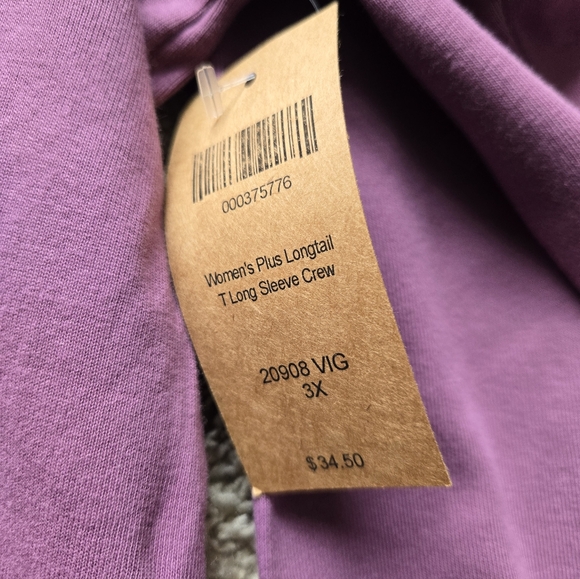 000375776
Women's Plus Longtail
T Long Sleeve Crew
20908 VIG
3X
$34.50